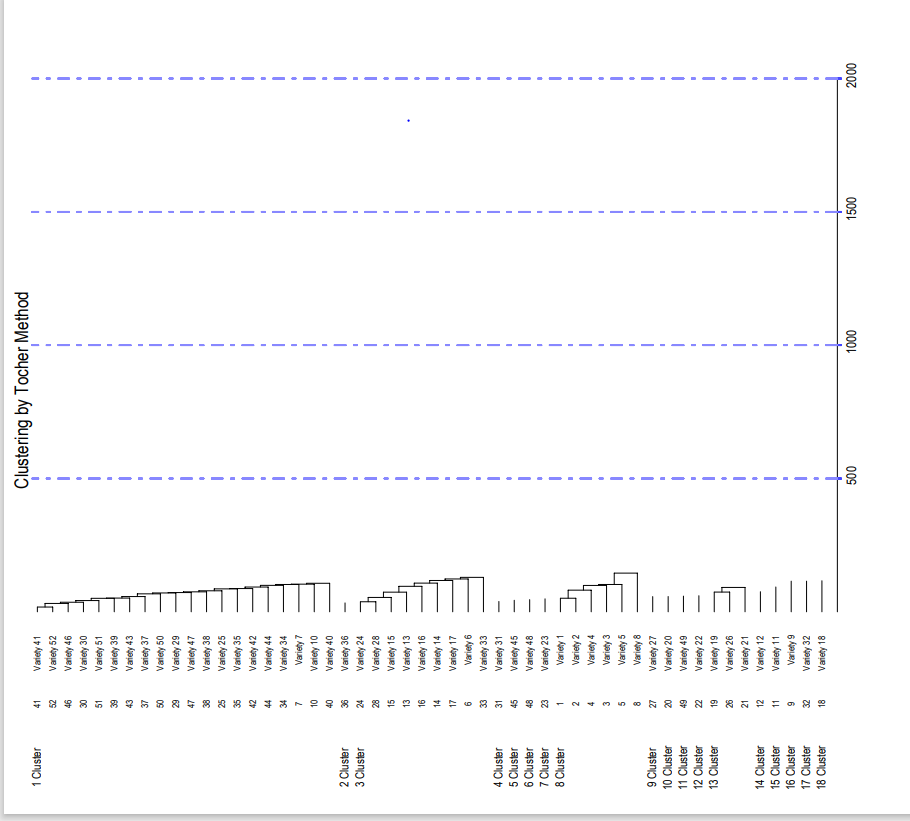 Clustering by Tocher Method
1 Cluster 41 Variety 41
52 Variety 52
46 Variety 46
30 Variety 30
51 Variety 51
39 Variety 39
43 Variety 43
37 Variety 37
50 Variety 50
29 Variety 29
47 Variety 47
38 Variety 38
25 Variety 25
35 Variety 35
42 Variety 42
44 Variety 44
34 Variety 34
7 Variety 7
10 Variety 10
40 Variety 40
2 Cluster 36 Variety 36
3 Cluster 24 Variety 24
28 Variety 28
15 Variety 15
13 Variety 13
16 Variety 16
14 Variety 14
17 Variety 17
6 Variety 6
33 Variety 33
4 Cluster 31 Variety 31
5 Cluster 45 Variety 45
6 Cluster 48 Variety 48
7 Cluster 23 Variety 23
8 Cluster 1 Variety 1
2 Variety 2
4 Variety 4
3 Variety 3
5 Variety 5
8 Variety 8
9 Cluster 27 Variety 27
10 Cluster 20 Variety 20
11 Cluster 49 Variety 49
12 Cluster 22 Variety 22
13 Cluster 19 Variety 19
26 Variety 26
21 Variety 21
14 Cluster 12 Variety 12
15 Cluster 11 Variety 11
16 Cluster 9 Variety 9
17 Cluster 32 Variety 32
18 Cluster 18 Variety 18
500 1000 1500 2000